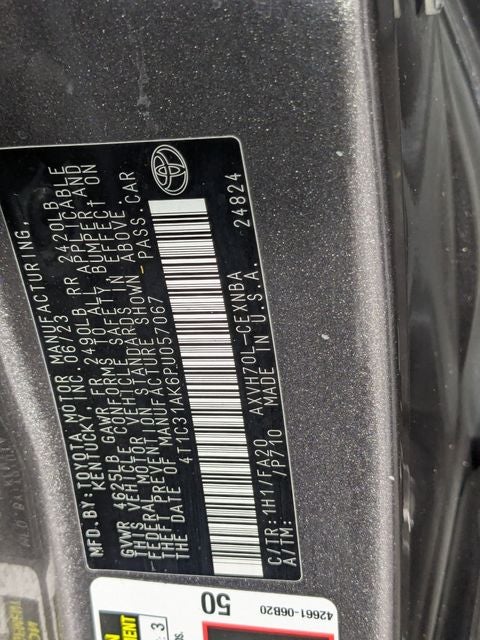 MFD.BY:TOYOTA MOTOR MANUFACTURING,
KENTUCKY, INC. 06/23
GVWR 4625LB GAWR FR 2490LB RR 2420LB
THIS VEHICLE CONFORMS TO ALL APPLICABLE
FEDERAL MOTOR VEHICLE SAFETY, BUMPER, AND
THEFT PREVENTION STANDARDS IN EFFECT ON
THE DATE OF MANUFACTURE SHOWN ABOVE.
4T1C31AK6PU057067 PASS.CAR
C/TR:1H1/FA20 AXVH70L-CEXNBA
A/TM: /P710 MADE IN U.S.A. 24824
42661-06B20
50